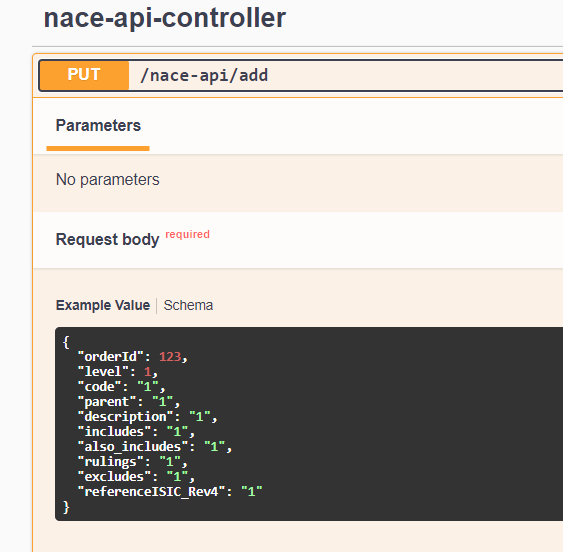 nace-api-controller
PUT /nace-api/add
Parameters
No parameters
Request body required
Example Value Schema
{
"orderId": 123,
"level": 1,
"code": "1",
"parent": "1",
"description": "1",
"includes": "1",
"also_includes": "1",
"rulings": "1",
"excludes": "1",
"referenceISIC_Rev4": "1"
}